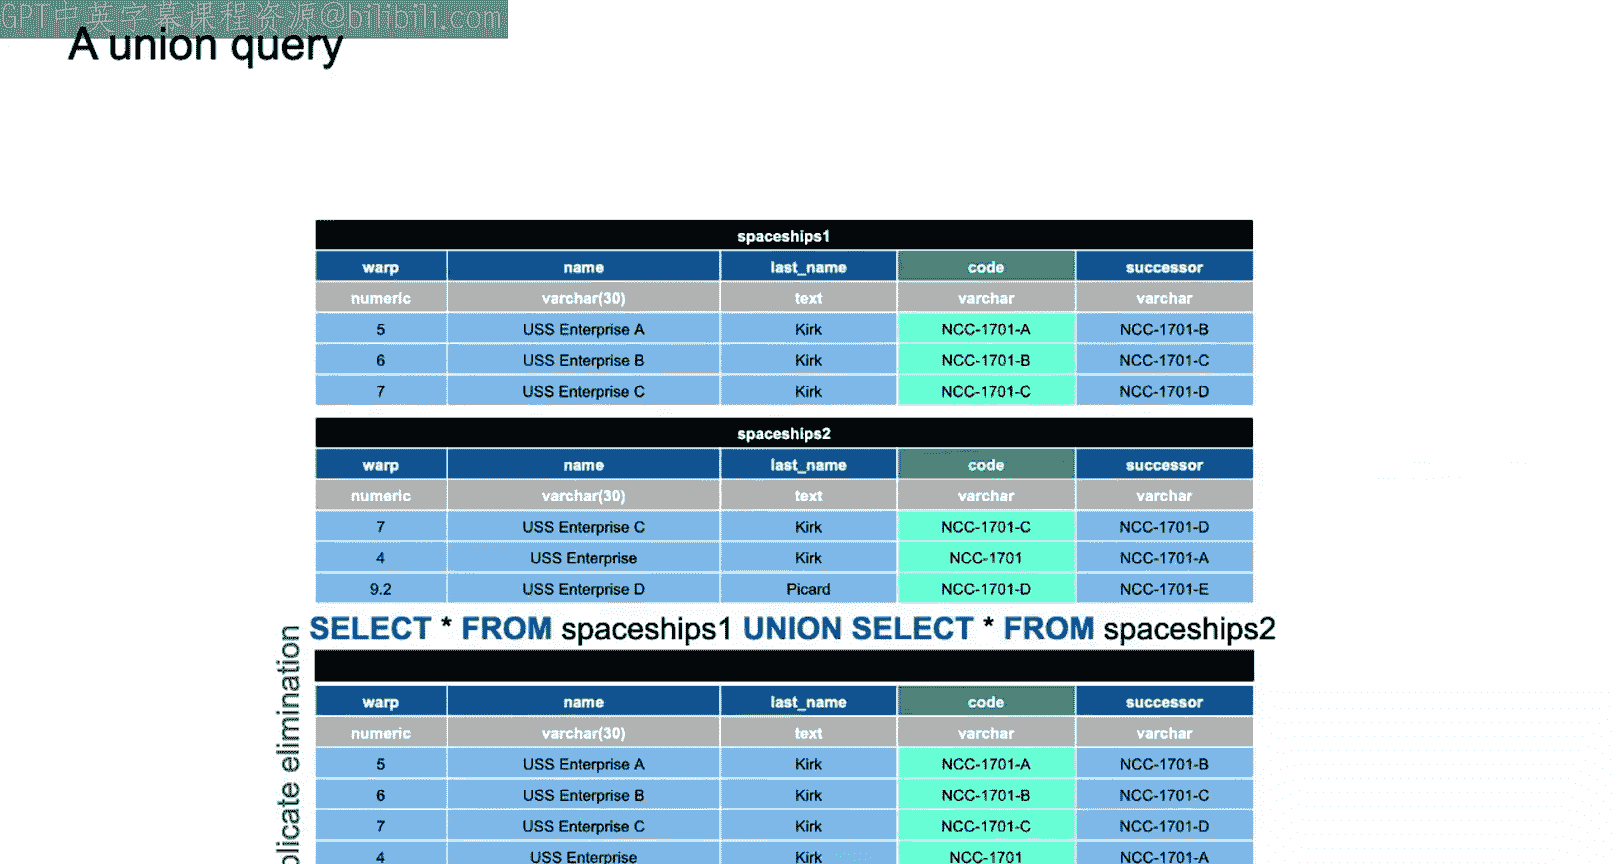 GPT中英字幕课程资源@bilibili.com
A union query
spaceships1
warp name last_name code successor
numeric varchar(30) text varchar varchar
5 USS Enterprise A Kirk NCC-1701-A NCC-1701-B
6 USS Enterprise B Kirk NCC-1701-B NCC-1701-C
7 USS Enterprise C Kirk NCC-1701-C NCC-1701-D
spaceships2
warp name last_name code successor
numeric varchar(30) text varchar varchar
7 USS Enterprise C Kirk NCC-1701-C NCC-1701-D
4 USS Enterprise Kirk NCC-1701 NCC-1701-A
9.2 USS Enterprise D Picard NCC-1701-D NCC-1701-E
SELECT * FROM spaceships1 UNION SELECT * FROM spaceships2
plicate elimination
warp name last_name code successor
numeric varchar(30) text varchar varchar
5 USS Enterprise A Kirk NCC-1701-A NCC-1701-B
6 USS Enterprise B Kirk NCC-1701-B NCC-1701-C
7 USS Enterprise C Kirk NCC-1701-C NCC-1701-D
4 USS Enterprise Kirk NCC-1701 NCC-1701-A